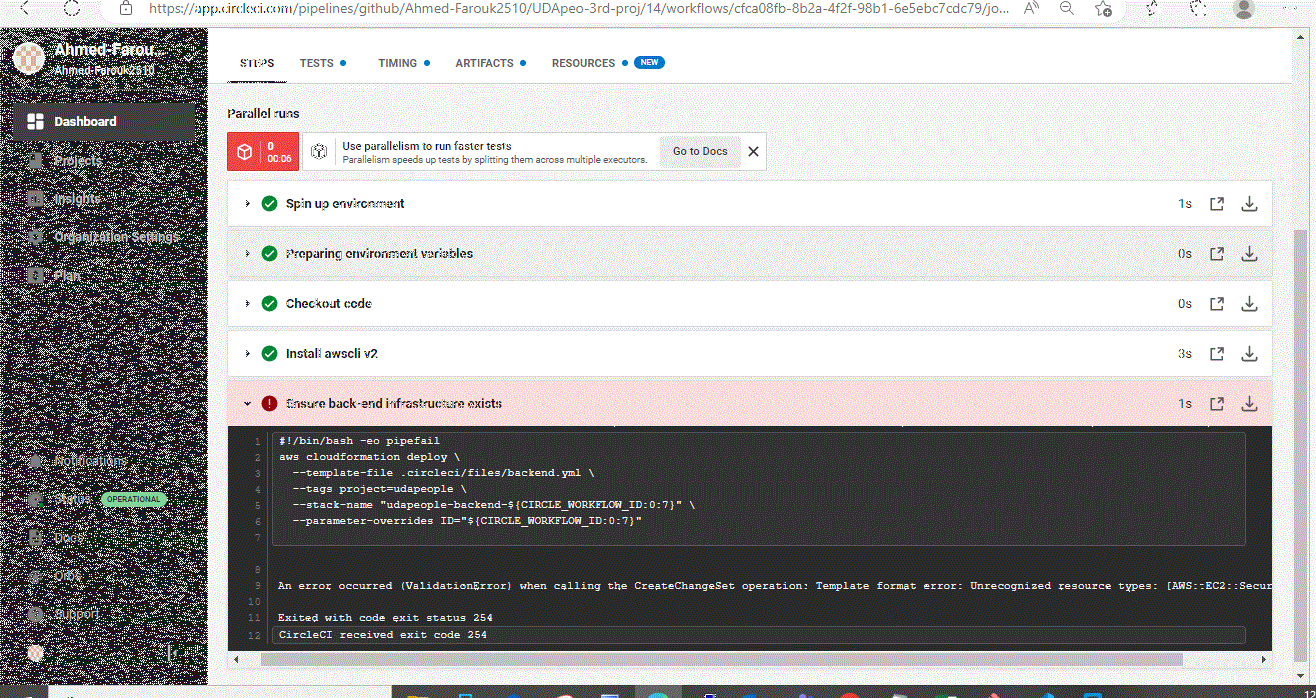 https://app.circleci.com/pipelines/github/Ahmed-Farouk2510/UDApeo-3rd-proj/14/workflows/cfca08fb-8b2a-4f2f-98b1-6e5ebc7cdc79/jo...
Ahmed-Farou...
Ahmed-Farouk2510
STEPS
TESTS
TIMING
ARTIFACTS
RESOURCES
NEW
Dashboard
Projects
Insights
Organization Settings
Plan
Notifications
Status
OPERATIONAL
Docs
Orbs
Support
Parallel runs
0
00:06
Use parallelism to run faster tests
Parallelism speeds up tests by splitting them across multiple executors.
Go to Docs
Spin up environment
1s
Preparing environment variables
0s
Checkout code
0s
Install awscli v2
3s
Ensure back-end infrastructure exists
1s
1 #!/bin/bash -eo pipefail
2 aws cloudformation deploy \
3 --template-file .circleci/files/backend.yml \
4 --tags project=udapeople \
5 --stack-name "udapeople-backend-${CIRCLE_WORKFLOW_ID:0:7}" \
6 --parameter-overrides ID="${CIRCLE_WORKFLOW_ID:0:7}"
7
8
9 An error occurred (ValidationError) when calling the CreateChangeSet operation: Template format error: Unrecognized resource types: [AWS::EC2::Secur
10
11 Exited with code exit status 254
12 CircleCI received exit code 254